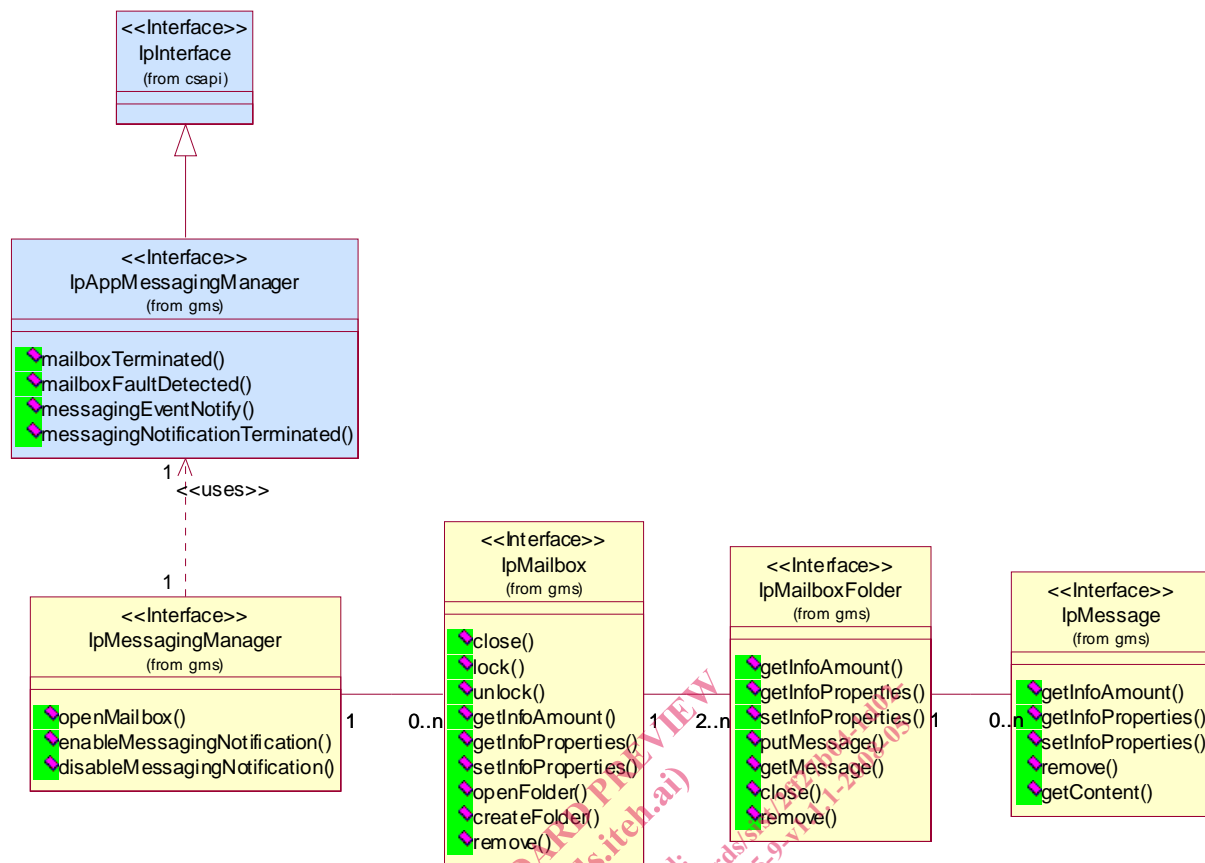 <<Interface>>
IpInterface
(from csapi)
<<Interface>>
IpAppMessagingManager
(from gms)
mailboxTerminated()
mailboxFaultDetected()
messagingEventNotify()
messagingNotificationTerminated()
1
<<uses>>
1
<<Interface>>
IpMessagingManager
(from gms)
openMailbox()
enableMessagingNotification()
disableMessagingNotification()
1
0..n
<<Interface>>
IpMailbox
(from gms)
close()
lock()
unlock()
getInfoAmount()
getInfoProperties()
setInfoProperties()
openFolder()
createFolder()
remove()
1
2..n
<<Interface>>
IpMailboxFolder
(from gms)
getInfoAmount()
getInfoProperties()
setInfoProperties()
putMessage()
getMessage()
close()
remove()
1
0..n
<<Interface>>
IpMessage
(from gms)
getInfoAmount()
getInfoProperties()
setInfoProperties()
remove()
getContent()
PREVIEW